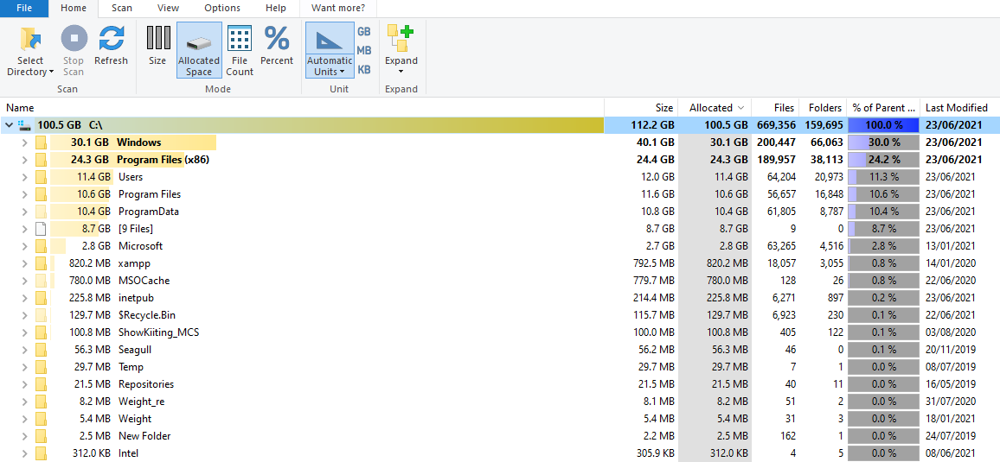 File Home Scan View Options Help Want more?
Select Directory Stop Scan Refresh Size Allocated Space File Count Percent Automatic Units GB MB KB Expand
Scan Mode Unit Expand
Name Size Allocated Files Folders % of Parent ... Last Modified
100.5 GB C:\ 112.2 GB 100.5 GB 669,356 159,695 100.0 % 23/06/2021
30.1 GB Windows 40.1 GB 30.1 GB 200,447 66,063 30.0 % 23/06/2021
24.3 GB Program Files (x86) 24.4 GB 24.3 GB 189,957 38,113 24.2 % 23/06/2021
11.4 GB Users 12.0 GB 11.4 GB 64,204 20,973 11.3 % 23/06/2021
10.6 GB Program Files 11.6 GB 10.6 GB 56,657 16,848 10.6 % 23/06/2021
10.4 GB ProgramData 10.8 GB 10.4 GB 61,805 8,787 10.4 % 23/06/2021
8.7 GB [9 Files] 8.7 GB 8.7 GB 9 0 8.7 % 23/06/2021
2.8 GB Microsoft 2.7 GB 2.8 GB 63,265 4,516 2.8 % 13/01/2021
820.2 MB xampp 792.5 MB 820.2 MB 18,057 3,055 0.8 % 14/01/2020
780.0 MB MSOCache 779.7 MB 780.0 MB 128 26 0.8 % 22/06/2020
225.8 MB inetpub 214.4 MB 225.8 MB 6,271 897 0.2 % 23/06/2021
129.7 MB $Recycle.Bin 115.7 MB 129.7 MB 6,923 230 0.1 % 22/06/2021
100.8 MB ShowKiiting_MCS 100.0 MB 100.8 MB 405 122 0.1 % 03/08/2020
56.3 MB Seagull 56.2 MB 56.3 MB 46 0 0.1 % 20/11/2019
29.7 MB Temp 29.7 MB 29.7 MB 7 1 0.0 % 08/07/2019
21.5 MB Repositories 21.5 MB 21.5 MB 40 11 0.0 % 16/05/2019
8.2 MB Weight_re 8.1 MB 8.2 MB 51 2 0.0 % 31/07/2020
5.4 MB Weight 5.4 MB 5.4 MB 31 3 0.0 % 18/01/2021
2.5 MB New Folder 2.2 MB 2.5 MB 162 1 0.0 % 24/07/2019
312.0 KB Intel 305.9 KB 312.0 KB 4 5 0.0 % 08/06/2021